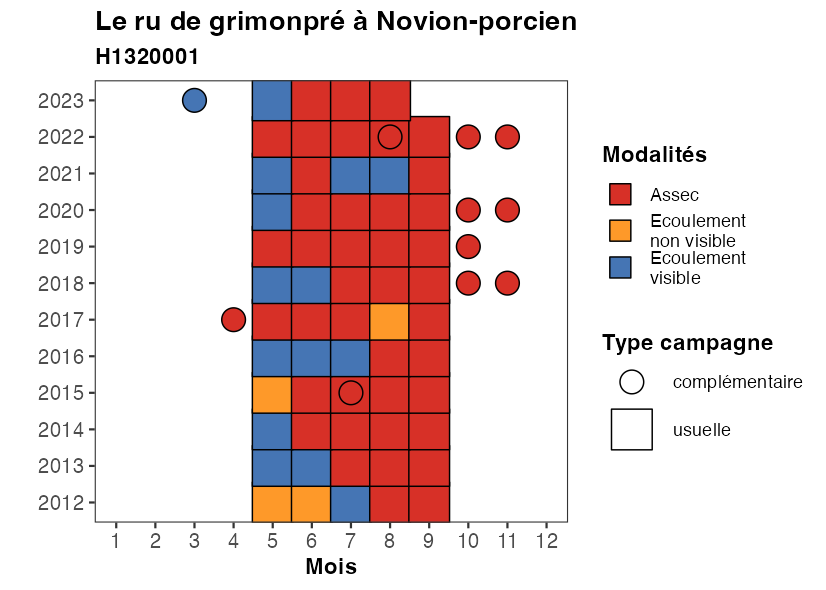 Le ru de grimonpré à Novion-porcien
H1320001
2023
2022
2021
2020
2019
2018
2017
2016
2015
2014
2013
2012
1 2 3 4 5 6 7 8 9 10 11 12
Mois
Modalités
Assec
Ecoulement
non visible
Ecoulement
visible
Type campagne
complémentaire
usuelle